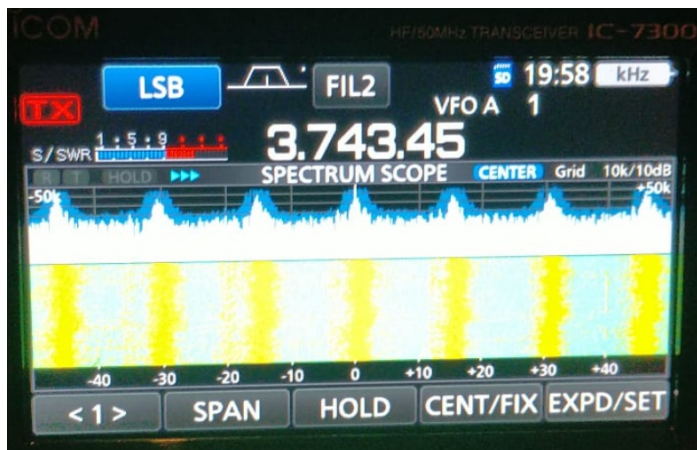 ICOM
HF/50MHz TRANSCEIVER IC-7300
LSB FIL2 SD 19:58 kHz
TX VFO A 1
S/SWR 1 5 9
3.743.45
R T HOLD SPECTRUM SCOPE CENTER Grid 10k/10dB
-50k +50k
-40 -30 -20 -10 0 +10 +20 +30 +40
< 1 > SPAN HOLD CENT/FIX EXPD/SET